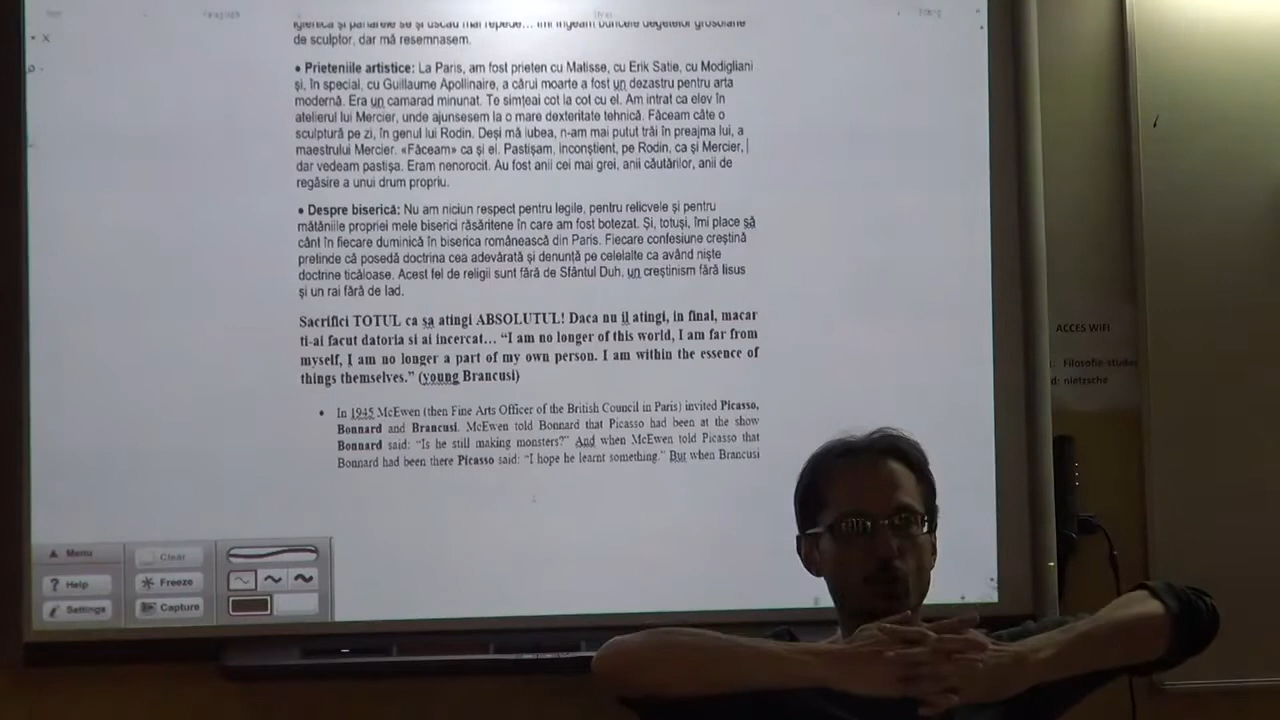 de sculptor, dar mă resemnasem.
• Prieteniile artistice: La Paris, am fost prieten cu Matisse, cu Erik Satie, cu Modigliani
și, în special, cu Guillaume Apollinaire, a cărui moarte a fost un dezastru pentru arta
modernă. Era un camarad minunat. Te simțeai cot la cot cu el. Am intrat ca elev în
atelierul lui Mercier, unde ajunsesem la o mare dexteritate tehnică. Făceam câte o
sculptură pe zi, în genul lui Rodin. Deși mă iubea, n-am mai putut trăi în preajma lui, a
maestrului Mercier. «Făceam» ca și el. Pastișam, inconștient, pe Rodin, ca și Mercier,
dar vedeam pastișa. Eram nenorocit. Au fost anii cei mai grei, anii căutărilor, anii de
regăsire a unui drum propriu.
• Despre biserică: Nu am niciun respect pentru legile, pentru relicvele și pentru
mătăniile propriei mele biserici răsăritene în care am fost botezat. Și, totuși, îmi place să
cânt în fiecare duminică în biserica românească din Paris. Fiecare confesiune creștină
pretinde că posedă doctrina cea adevărată și denunță pe celelalte ca având niște
doctrine ticăloase. Acest fel de religii sunt fără de Sfântul Duh, un creștinism fără Iisus
și un rai fără de Iad.
Sacrifici TOTUL ca sa atingi ABSOLUTUL! Daca nu il atingi, in final, macar
ti-ai facut datoria si ai incercat... “I am no longer of this world, I am far from
myself, I am no longer a part of my own person. I am within the essence of
things themselves.” (young Brancusi)
• In 1945 McEwen (then Fine Arts Officer of the British Council in Paris) invited Picasso,
Bonnard and Brancusi. McEwen told Bonnard that Picasso had been at the show
Bonnard said: “Is he still making monsters?” And when McEwen told Picasso that
Bonnard had been there Picasso said: “I hope he learnt something.” But when Brancusi
Menu
Clear
Help
Freeze
Settings
Capture
ACCES WIFI
Filosofie-studenti
d: nietzsche